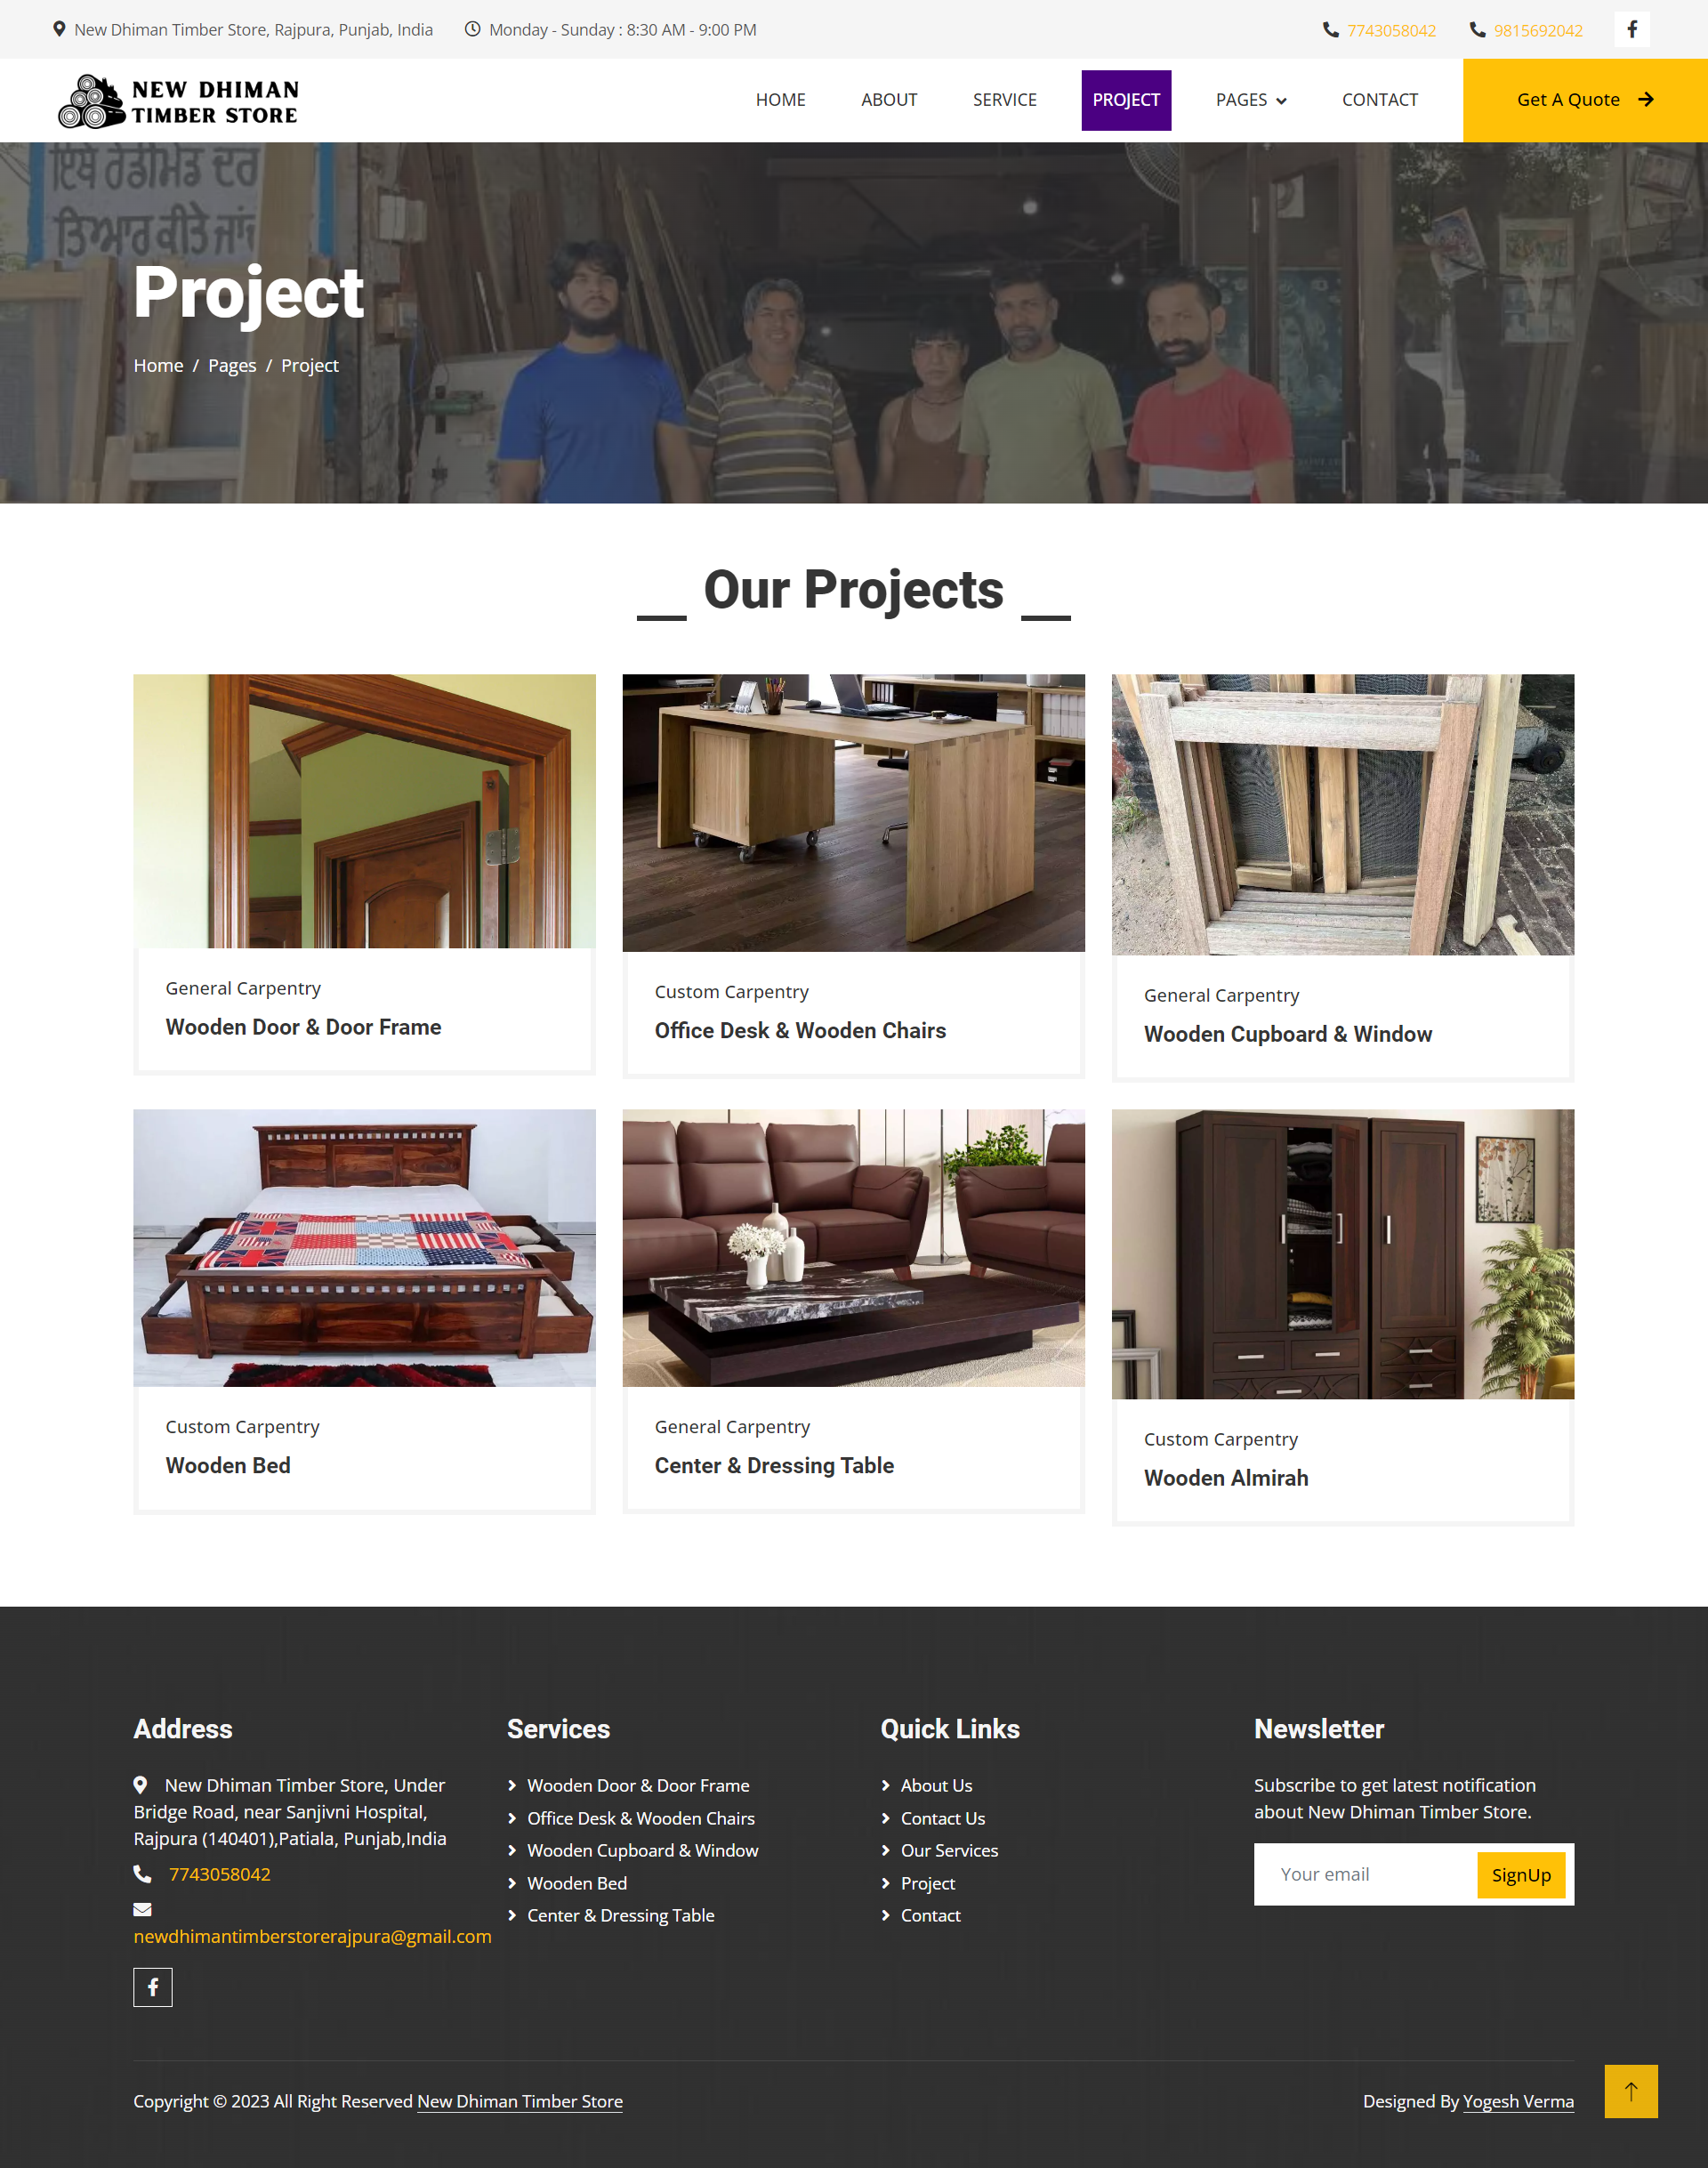 New Dhiman Timber Store, Rajpura, Punjab, India
Monday - Sunday : 8:30 AM - 9:00 PM
7743058042
9815692042
NEW DHIMAN
TIMBER STORE
HOME
ABOUT
SERVICE
PROJECT
PAGES
CONTACT
Get A Quote
ਇਥੇ ਰੇਡੀਮੇਡ ਦਰ
ਤਿਆਰ ਕੀਤੇ ਜਾਂਦ
Project
Home / Pages / Project
Our Projects
General Carpentry
Wooden Door & Door Frame
Custom Carpentry
Office Desk & Wooden Chairs
General Carpentry
Wooden Cupboard & Window
Custom Carpentry
Wooden Bed
General Carpentry
Center & Dressing Table
Custom Carpentry
Wooden Almirah
Address
New Dhiman Timber Store, Under
Bridge Road, near Sanjivni Hospital,
Rajpura (140401),Patiala, Punjab,India
7743058042
newdhimantimberstorerajpura@gmail.com
Services
Wooden Door & Door Frame
Office Desk & Wooden Chairs
Wooden Cupboard & Window
Wooden Bed
Center & Dressing Table
Quick Links
About Us
Contact Us
Our Services
Project
Contact
Newsletter
Subscribe to get latest notification
about New Dhiman Timber Store.
Your email
SignUp
Copyright © 2023 All Right Reserved New Dhiman Timber Store
Designed By Yogesh Verma